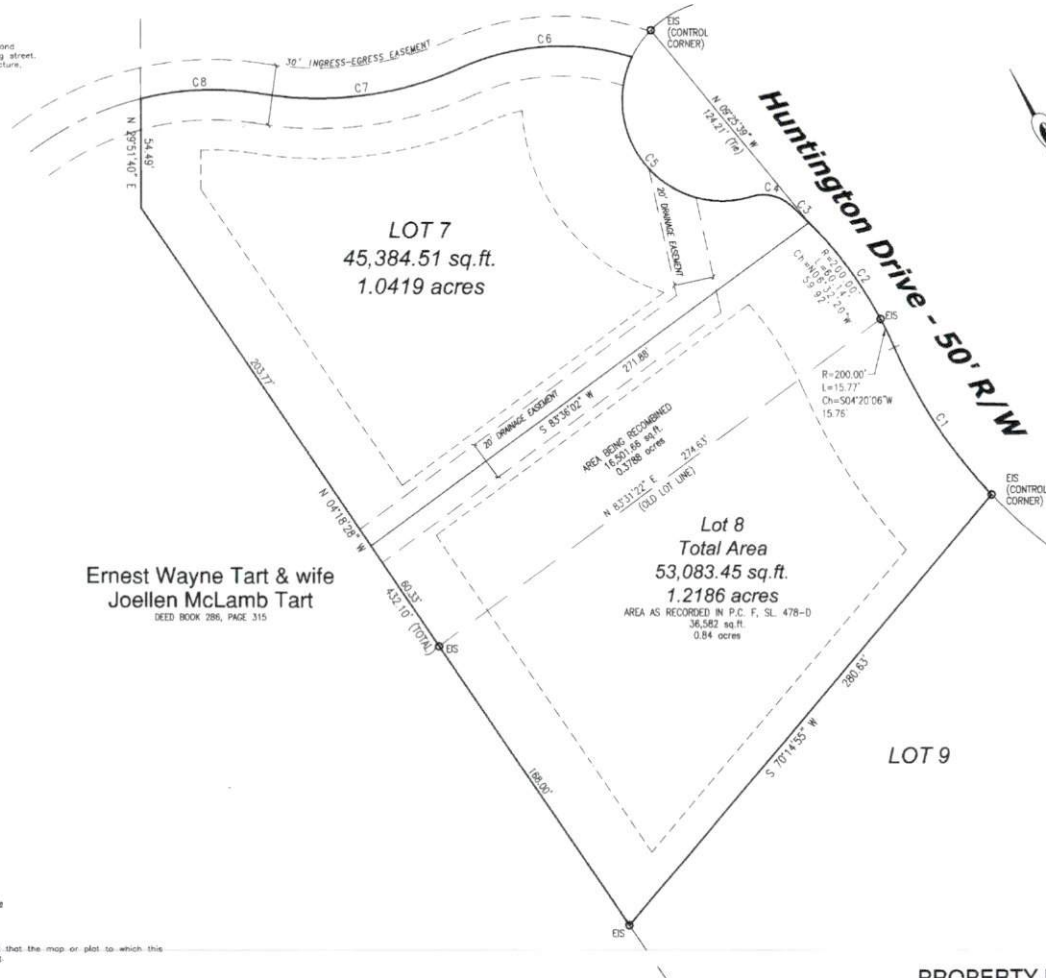 and
g street.
cture,
EIS
(CONTROL
CORNER)
C6
30' INGRESS-EGRESS EASEMENT
C8
C7
N 29°51'40" E
54.49'
N 09°25'39" W
124.21' (Tie)
Huntington Drive - 50' R/W
C5
C4
C3
20' DRAINAGE EASEMENT
LOT 7
45,384.51 sq.ft.
1.0419 acres
C2
R=200.00'
L=60.14'
Ch=N06°32'20"W
59.92'
EIS
R=200.00'
L=15.77'
Ch=S04°20'06"W
15.76'
C1
203.77'
271.88'
S 83°36'02" W
20' DRAINAGE EASEMENT
AREA BEING RECOMBINED
16,501.66 sq.ft.
0.3788 acres
N 83°31'22" E
274.63'
(OLD LOT LINE)
EIS
(CONTROL
CORNER)
N 04°18'28" W
Lot 8
Total Area
53,083.45 sq.ft.
1.2186 acres
AREA AS RECORDED IN P.C. F, SL. 478-D
36,582 sq.ft.
0.84 acres
Ernest Wayne Tart & wife
Joellen McLamb Tart
DEED BOOK 286, PAGE 315
60.33'
432.10' (TOTAL)
EIS
280.63'
S 70°14'55" W
LOT 9
168.00'
EIS
that the map or plat to which this
PROPERTY